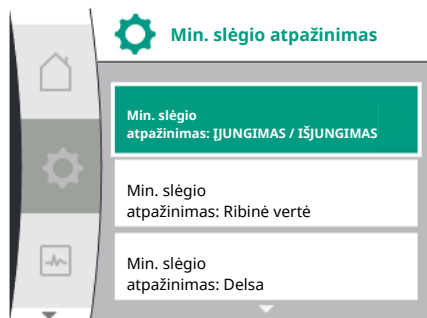 Min. slėgio atpažinimas
Min. slėgio
atpažinimas: ĮJUNGIMAS / IŠJUNGIMAS
Min. slėgio
atpažinimas: Ribinė vertė
Min. slėgio
atpažinimas: Delsa